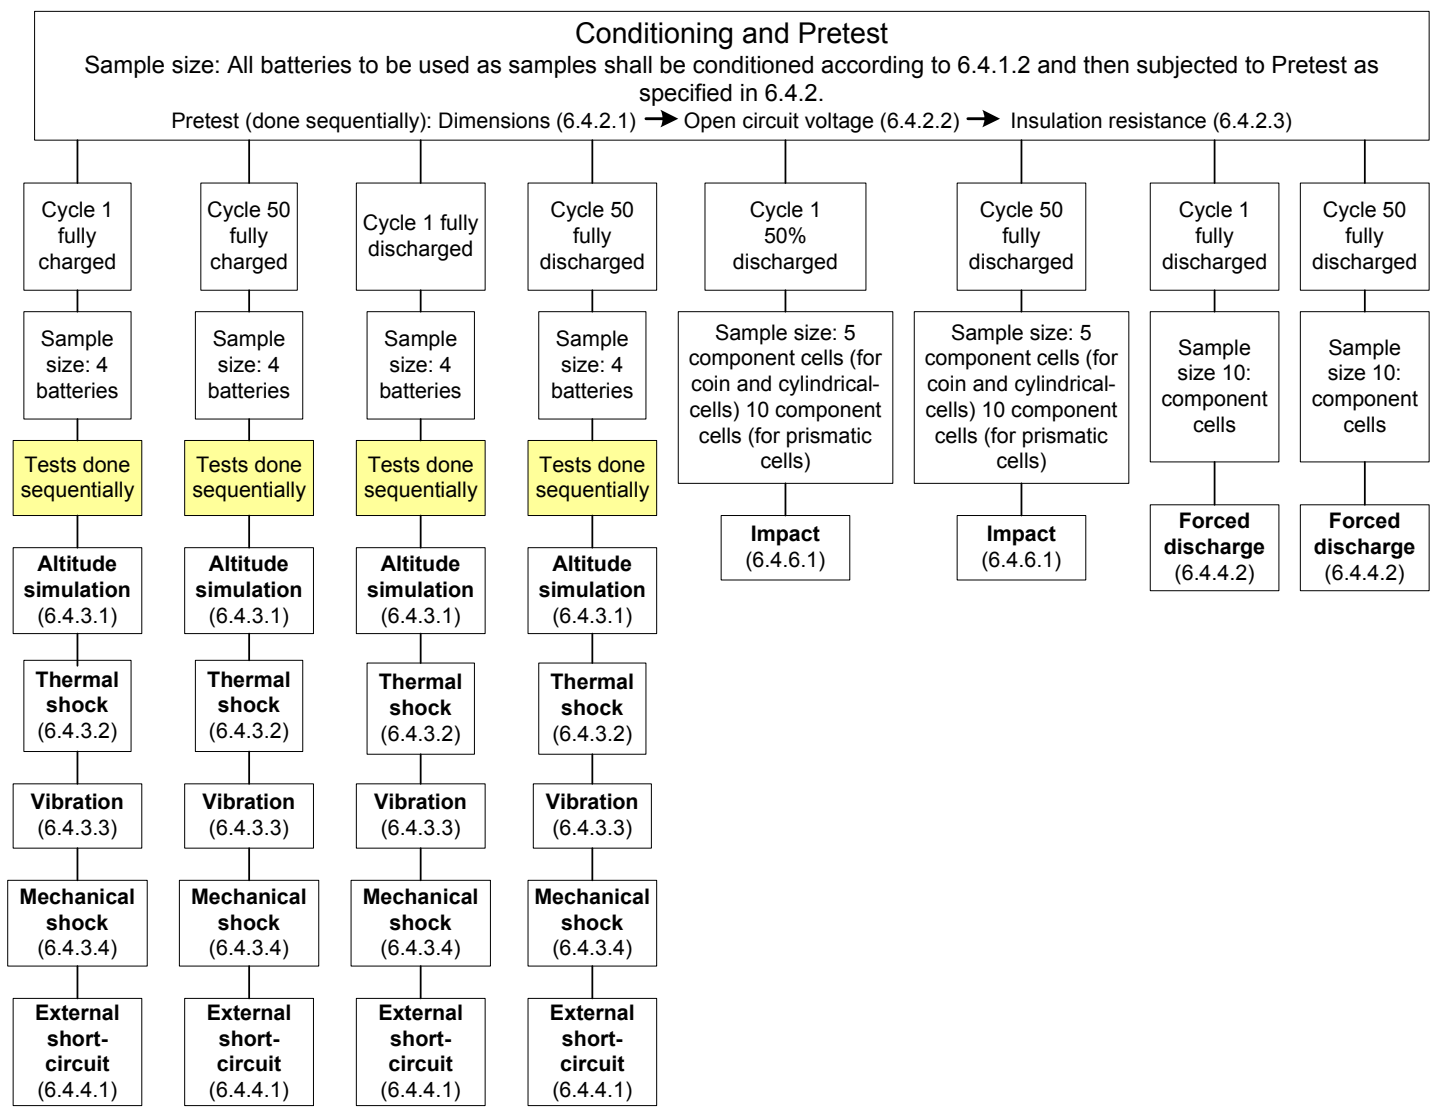 Conditioning and Pretest
Sample size: All batteries to be used as samples shall be conditioned according to 6.4.1.2 and then subjected to Pretest as
specified in 6.4.2.
Pretest (done sequentially): Dimensions (6.4.2.1) → Open circuit voltage (6.4.2.2) → Insulation resistance (6.4.2.3)
Cycle 1
fully
charged
Sample
size: 4
batteries
Tests done
sequentially
Altitude
simulation
(6.4.3.1)
Thermal
shock
(6.4.3.2)
Vibration
(6.4.3.3)
Mechanical
shock
(6.4.3.4)
External
short-
circuit
(6.4.4.1)
Cycle 50
fully
charged
Sample
size: 4
batteries
Tests done
sequentially
Altitude
simulation
(6.4.3.1)
Thermal
shock
(6.4.3.2)
Vibration
(6.4.3.3)
Mechanical
shock
(6.4.3.4)
External
short-
circuit
(6.4.4.1)
Cycle 1 fully
discharged
Sample
size: 4
batteries
Tests done
sequentially
Altitude
simulation
(6.4.3.1)
Thermal
shock
(6.4.3.2)
Vibration
(6.4.3.3)
Mechanical
shock
(6.4.3.4)
External
short-
circuit
(6.4.4.1)
Cycle 50
fully
discharged
Sample
size: 4
batteries
Tests done
sequentially
Altitude
simulation
(6.4.3.1)
Thermal
shock
(6.4.3.2)
Vibration
(6.4.3.3)
Mechanical
shock
(6.4.3.4)
External
short-
circuit
(6.4.4.1)
Cycle 1
50%
discharged
Sample size: 5
component cells (for
coin and cylindrical-
cells) 10 component
cells (for prismatic
cells)
Impact
(6.4.6.1)
Cycle 50
fully
discharged
Sample size: 5
component cells (for
coin and cylindrical-
cells) 10 component
cells (for prismatic
cells)
Impact
(6.4.6.1)
Cycle 1
fully
discharged
Sample
size 10:
component
cells
Forced
discharge
(6.4.4.2)
Cycle 50
fully
discharged
Sample
size 10:
component
cells
Forced
discharge
(6.4.4.2)